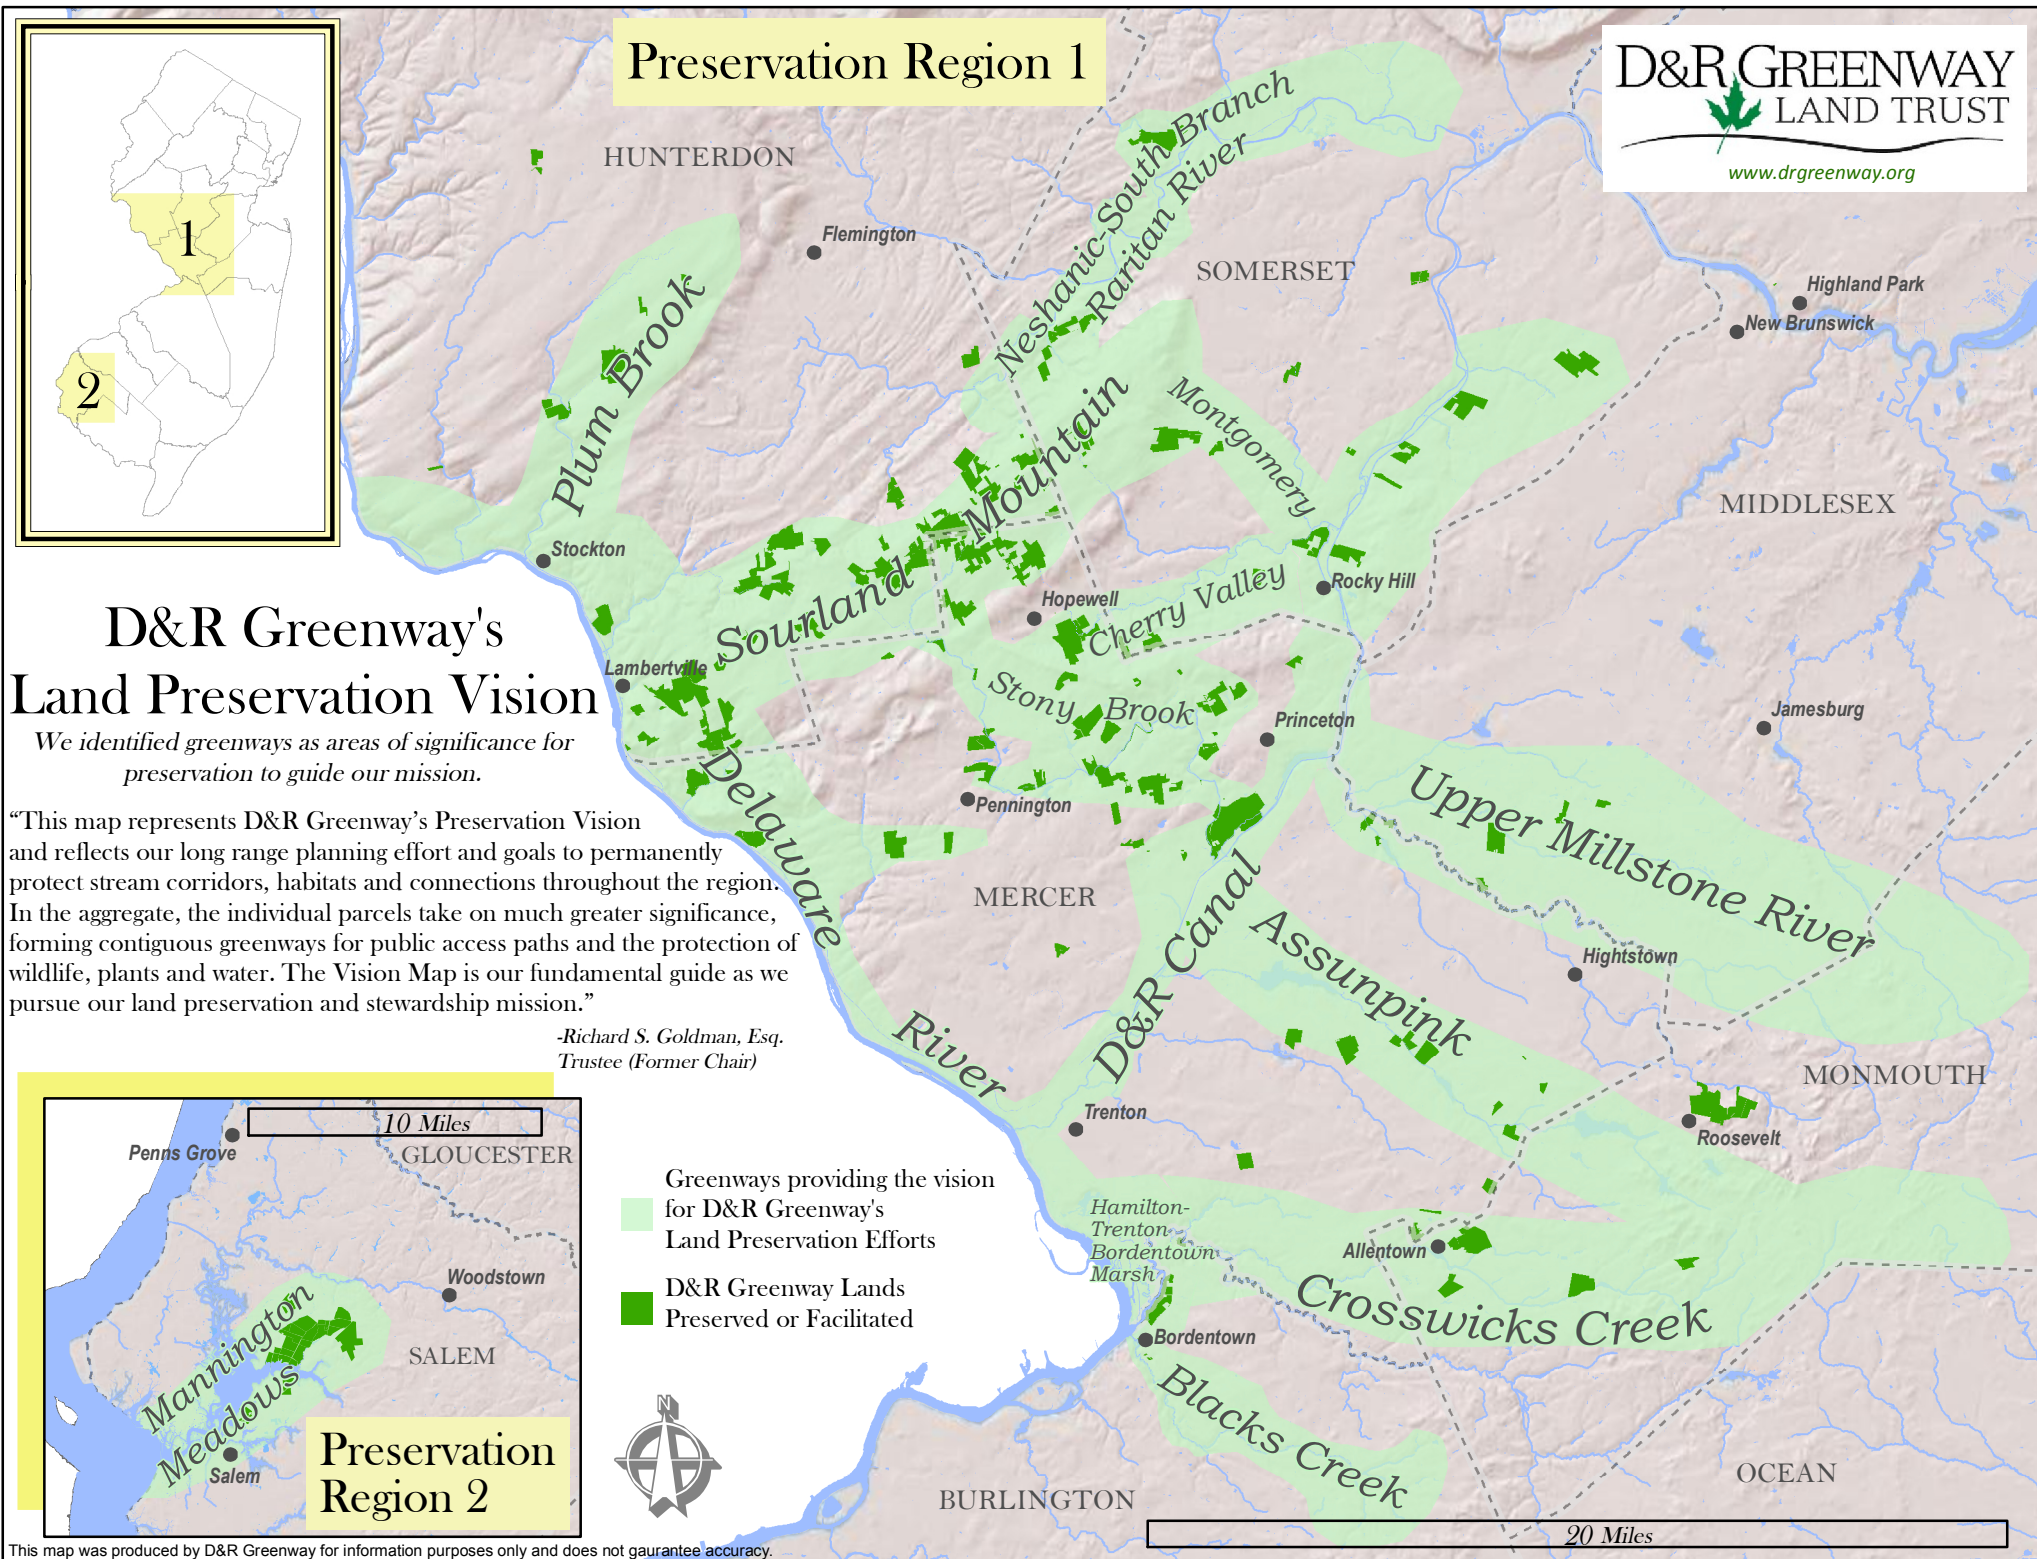 Preservation Region 1
D&R GREENWAY
LAND TRUST
www.drgreenway.org
1
2
HUNTERDON
Flemington
Neshanic-South Branch
Raritan River
SOMERSET
Highland Park
New Brunswick
Plum Brook
Montgomery
MIDDLESEX
Stockton
Sourland Mountain
Hopewell
Cherry Valley
Rocky Hill
Lambertville
Stony Brook
Princeton
Jamesburg
Pennington
Delaware River
Upper Millstone River
MERCER
D&R Canal
Assunpink
Hightstown
MONMOUTH
Trenton
Roosevelt
Hamilton-
Trenton
Bordentown
Marsh
Allentown
Crosswicks Creek
Bordentown
Blacks Creek
BURLINGTON
OCEAN
20 Miles
D&R Greenway's
Land Preservation Vision
We identified greenways as areas of significance for
preservation to guide our mission.
“This map represents D&R Greenway’s Preservation Vision
and reflects our long range planning effort and goals to permanently
protect stream corridors, habitats and connections throughout the region.
In the aggregate, the individual parcels take on much greater significance,
forming contiguous greenways for public access paths and the protection of
wildlife, plants and water. The Vision Map is our fundamental guide as we
pursue our land preservation and stewardship mission.”
-Richard S. Goldman, Esq.
Trustee (Former Chair)
Greenways providing the vision
for D&R Greenway's
Land Preservation Efforts
D&R Greenway Lands
Preserved or Facilitated
N
10 Miles
Penns Grove
GLOUCESTER
Woodstown
Mannington
Meadows
SALEM
Salem
Preservation
Region 2
This map was produced by D&R Greenway for information purposes only and does not gaurantee accuracy.